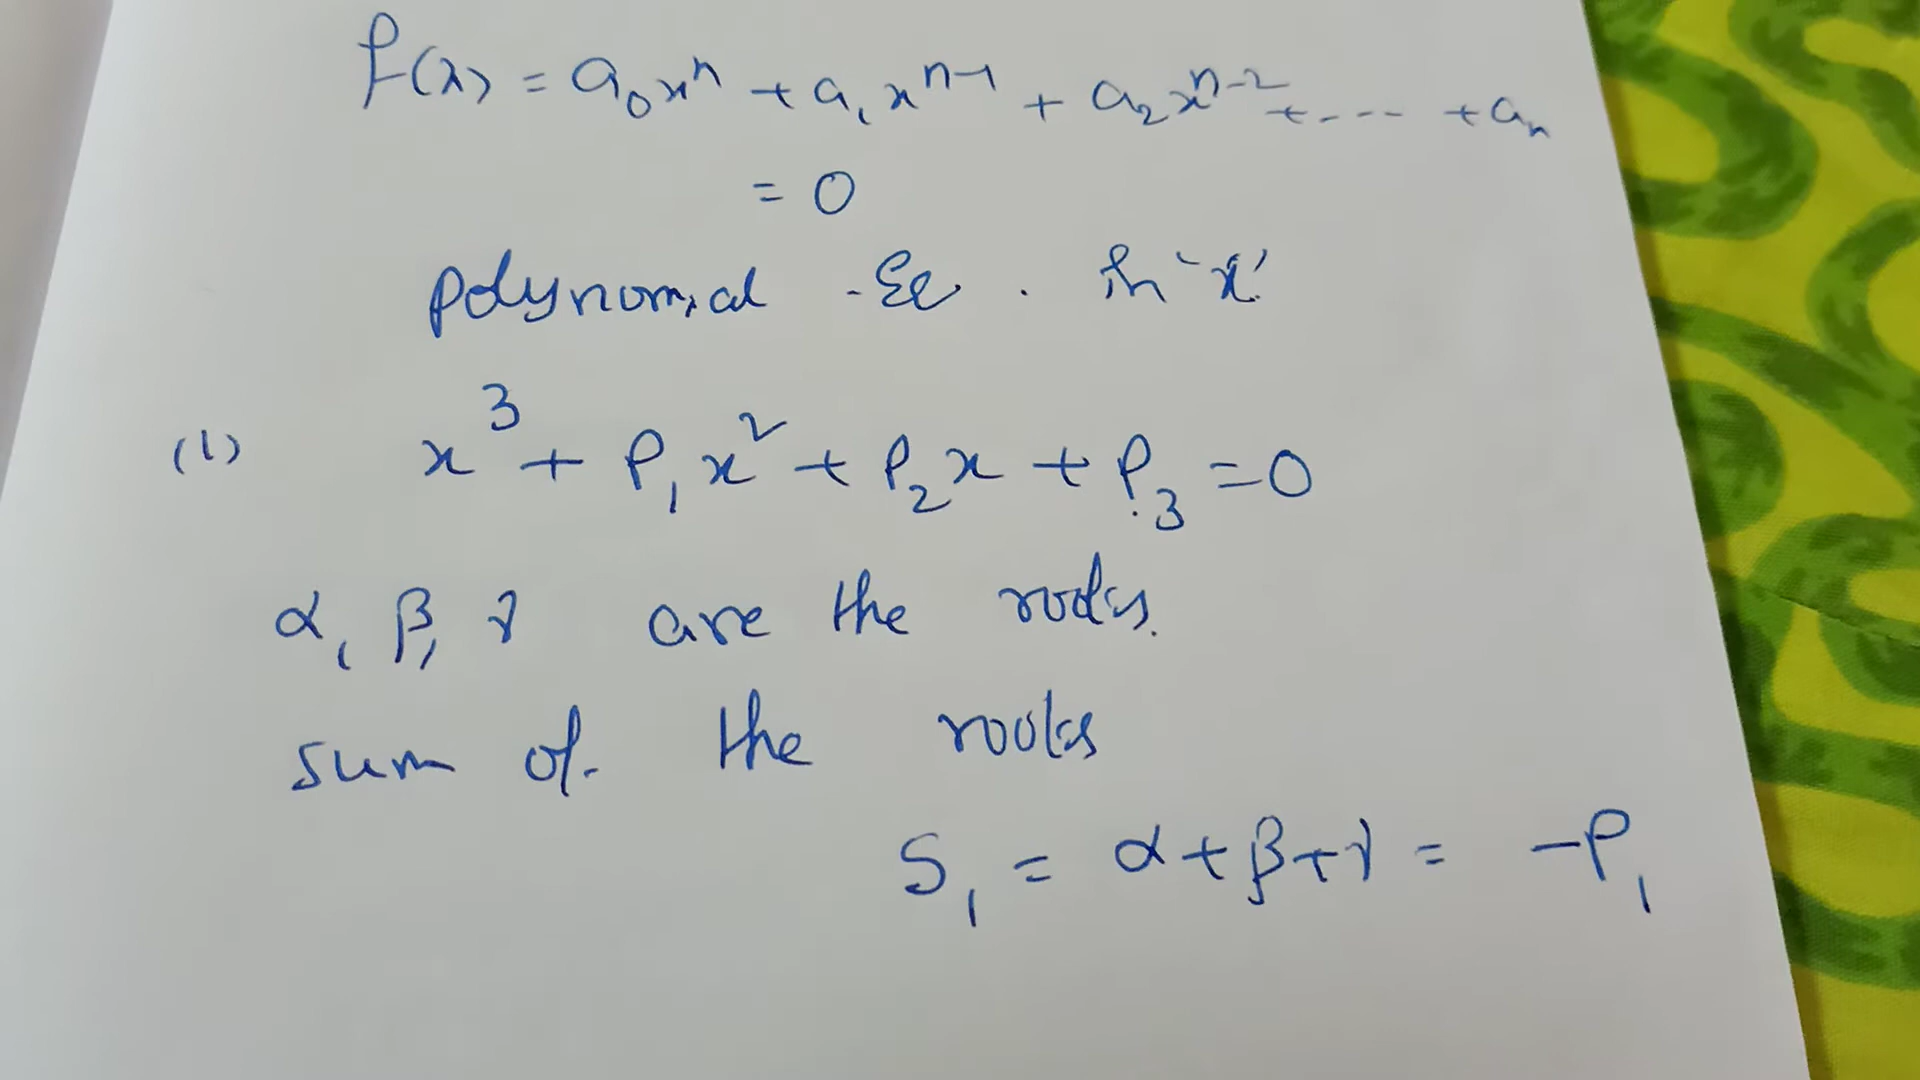 f(x) = a₀xⁿ + a₁xⁿ⁻¹ + a₂xⁿ⁻² + ---- + aₙ
= 0
polynomial - Ee . in 'x'
(1) x³ + P₁x² + P₂x + P₃ = 0
α, β, γ are the roots.
sum of the roots
S₁ = α + β + γ = -P₁